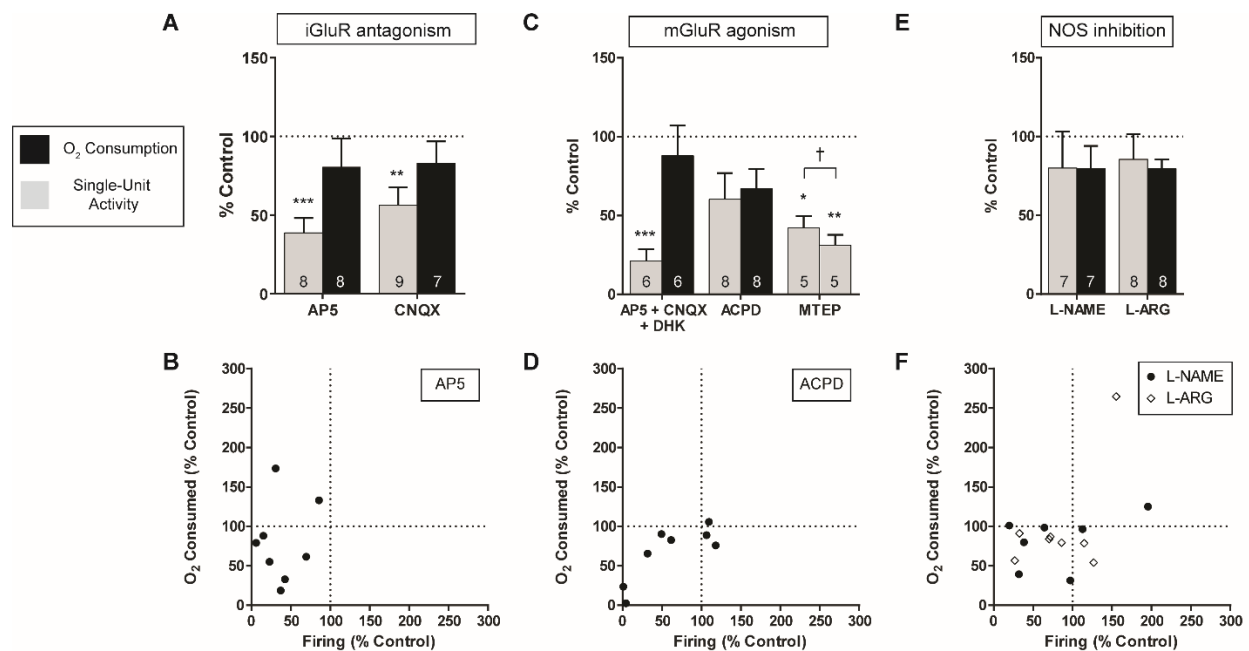 A
iGluR antagonism
C
mGluR agonism
E
NOS inhibition
O2 Consumption
Single-Unit
Activity
% Control
150
100
50
0
***
**
8
8
9
7
AP5
CNQX
% Control
150
100
50
0
***
†
*
**
6
6
8
8
5
5
AP5 + CNQX
+ DHK
ACPD
MTEP
% Control
150
100
50
0
7
7
8
8
L-NAME
L-ARG
B
AP5
O2 Consumed (% Control)
300
250
200
150
100
50
0
0
50
100
150
200
250
300
Firing (% Control)
D
ACPD
O2 Consumed (% Control)
300
250
200
150
100
50
0
0
50
100
150
200
250
300
Firing (% Control)
F
L-NAME
L-ARG
O2 Consumed (% Control)
300
250
200
150
100
50
0
0
50
100
150
200
250
300
Firing (% Control)